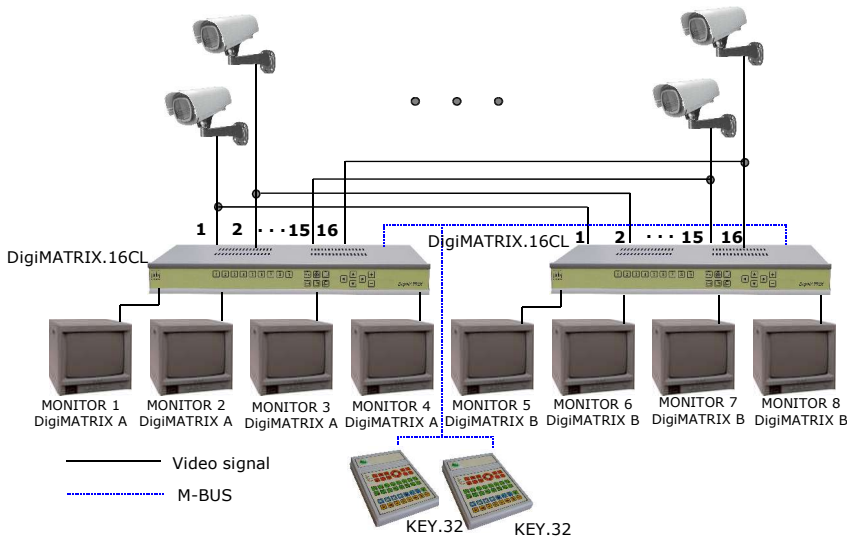 1 2 · · · 15 16
DigiMATRIX.16CL
DigiMATRIX.16CL
1 2 · · · 15 16
MONITOR 1
DigiMATRIX A
MONITOR 2
DigiMATRIX A
MONITOR 3
DigiMATRIX A
MONITOR 4
DigiMATRIX A
MONITOR 5
DigiMATRIX B
MONITOR 6
DigiMATRIX B
MONITOR 7
DigiMATRIX B
MONITOR 8
DigiMATRIX B
Video signal
M-BUS
KEY.32
KEY.32